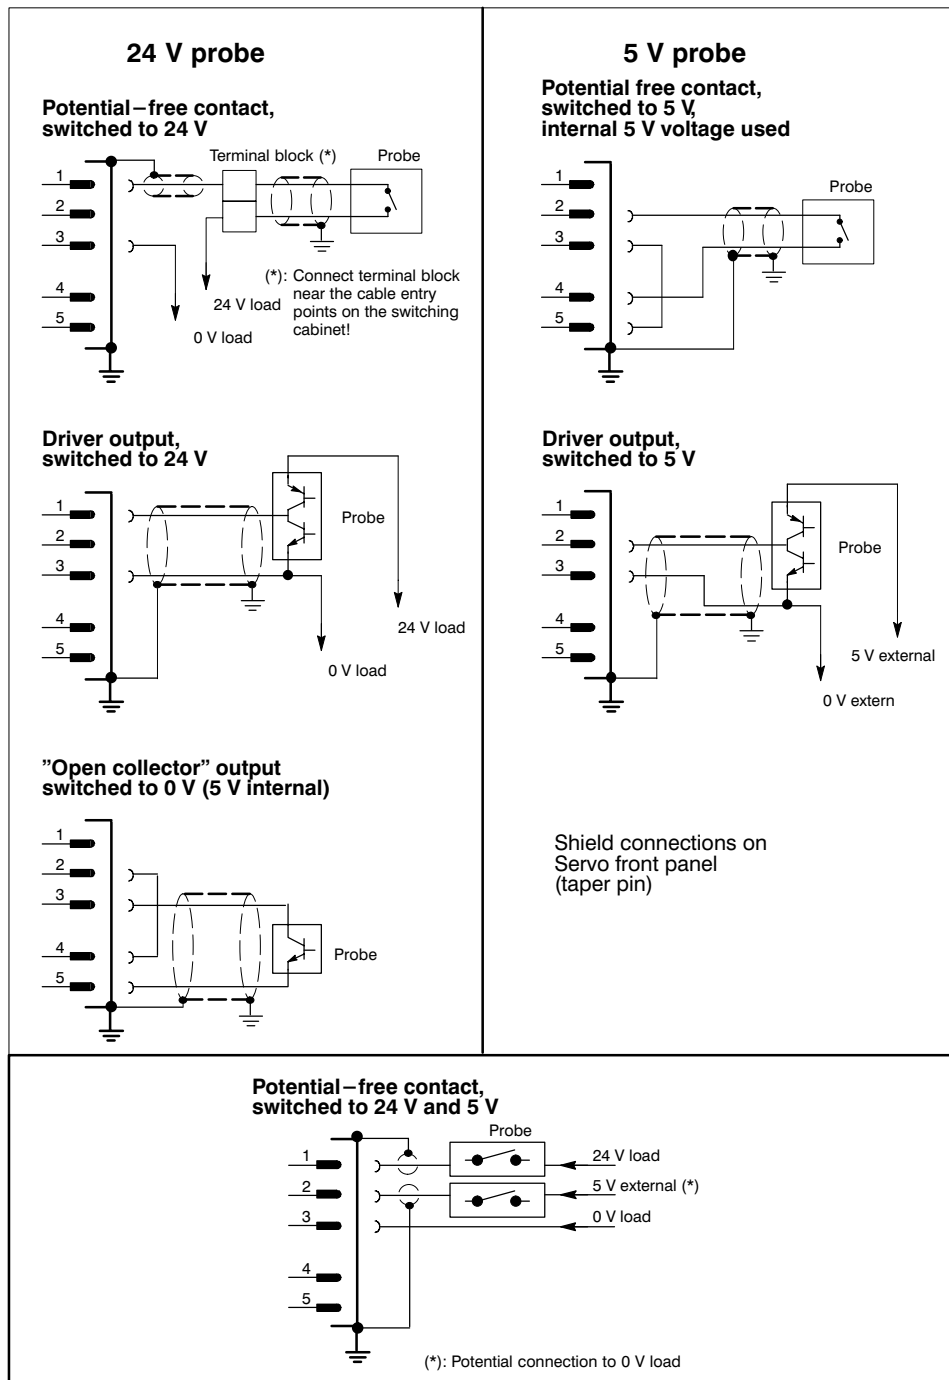 24 V probe
Potential–free contact,
switched to 24 V
Terminal block (*)
Probe
1
2
3
4
5
24 V load
0 V load
(*): Connect terminal block
near the cable entry
points on the switching
cabinet!
Driver output,
switched to 24 V
1
2
3
4
5
Probe
24 V load
0 V load
”Open collector” output
switched to 0 V (5 V internal)
1
2
3
4
5
Probe
5 V probe
Potential free contact,
switched to 5 V,
internal 5 V voltage used
1
2
3
4
5
Probe
Driver output,
switched to 5 V
1
2
3
4
5
Probe
5 V external
0 V extern
Shield connections on
Servo front panel
(taper pin)
Potential–free contact,
switched to 24 V and 5 V
Probe
1
2
3
4
5
24 V load
5 V external (*)
0 V load
(*): Potential connection to 0 V load